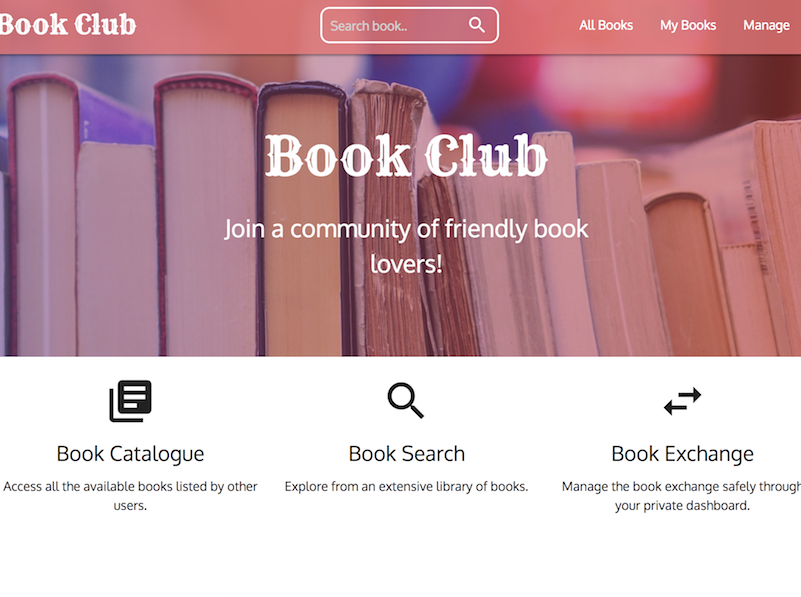 Book Club
Search book..
All Books
My Books
Manage
Book Club
Join a community of friendly book
lovers!
Book Catalogue
Access all the available books listed by other
users.
Book Search
Explore from an extensive library of books.
Book Exchange
Manage the book exchange safely through
your private dashboard.